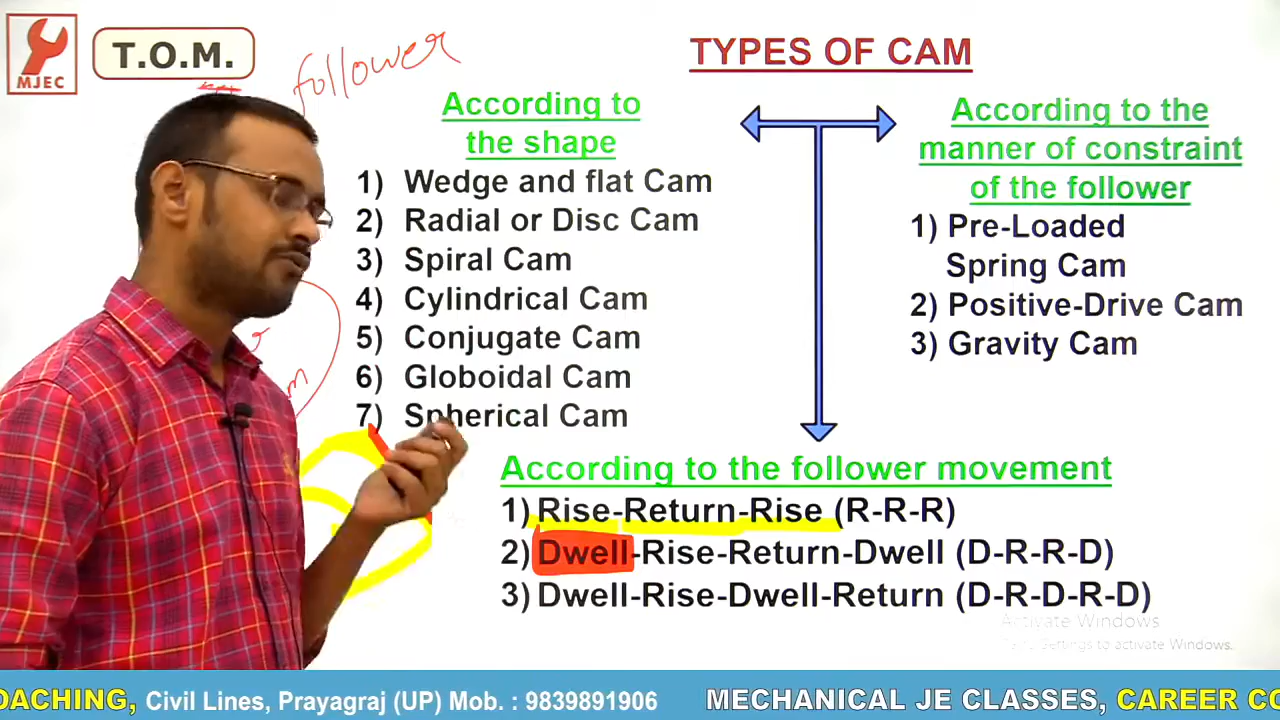 MJEC
T.O.M.
follower
TYPES OF CAM
According to
the shape
1) Wedge and flat Cam
2) Radial or Disc Cam
3) Spiral Cam
4) Cylindrical Cam
5) Conjugate Cam
6) Globoidal Cam
7) Spherical Cam
According to the
manner of constraint
of the follower
1) Pre-Loaded
Spring Cam
2) Positive-Drive Cam
3) Gravity Cam
According to the follower movement
1) Rise-Return-Rise (R-R-R)
2) Dwell-Rise-Return-Dwell (D-R-R-D)
3) Dwell-Rise-Dwell-Return (D-R-D-R-D)
Activate Windows
Settings to activate Windows.
OACHING, Civil Lines, Prayagraj (UP) Mob. : 9839891906 MECHANICAL JE CLASSES, CAREER CO